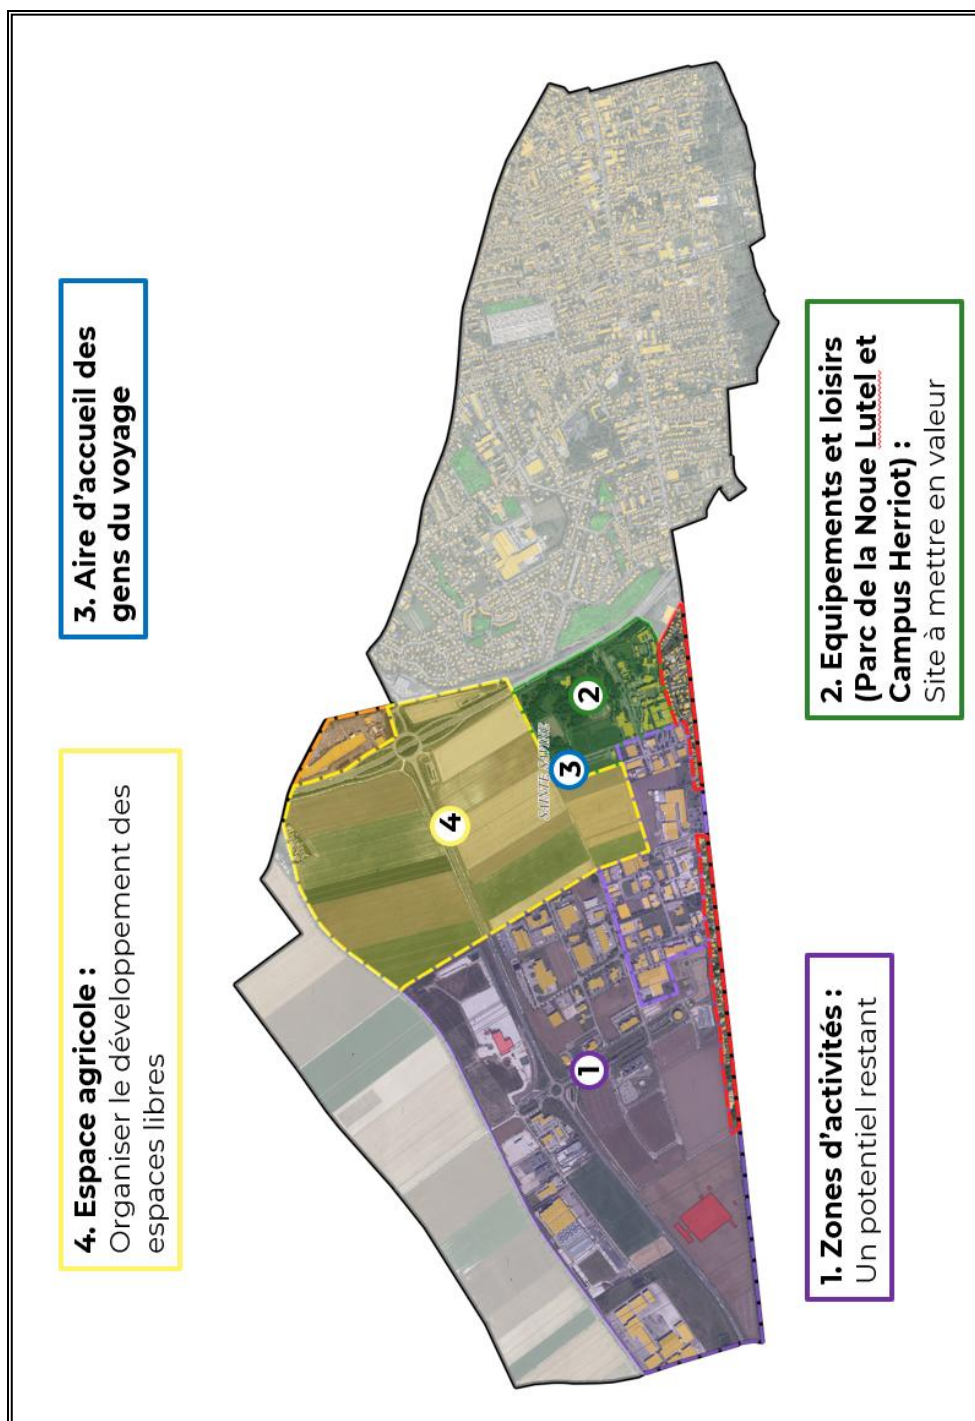 3. Aire d'accueil des
gens du voyage
4. Espace agricole :
Organiser le développement des
espaces libres
2. Equipements et loisirs
(Parc de la Noue Lutel et
Campus Herriot) :
Site à mettre en valeur
1. Zones d'activités :
Un potentiel restant
SAINTE SAVINE
1
2
3
4